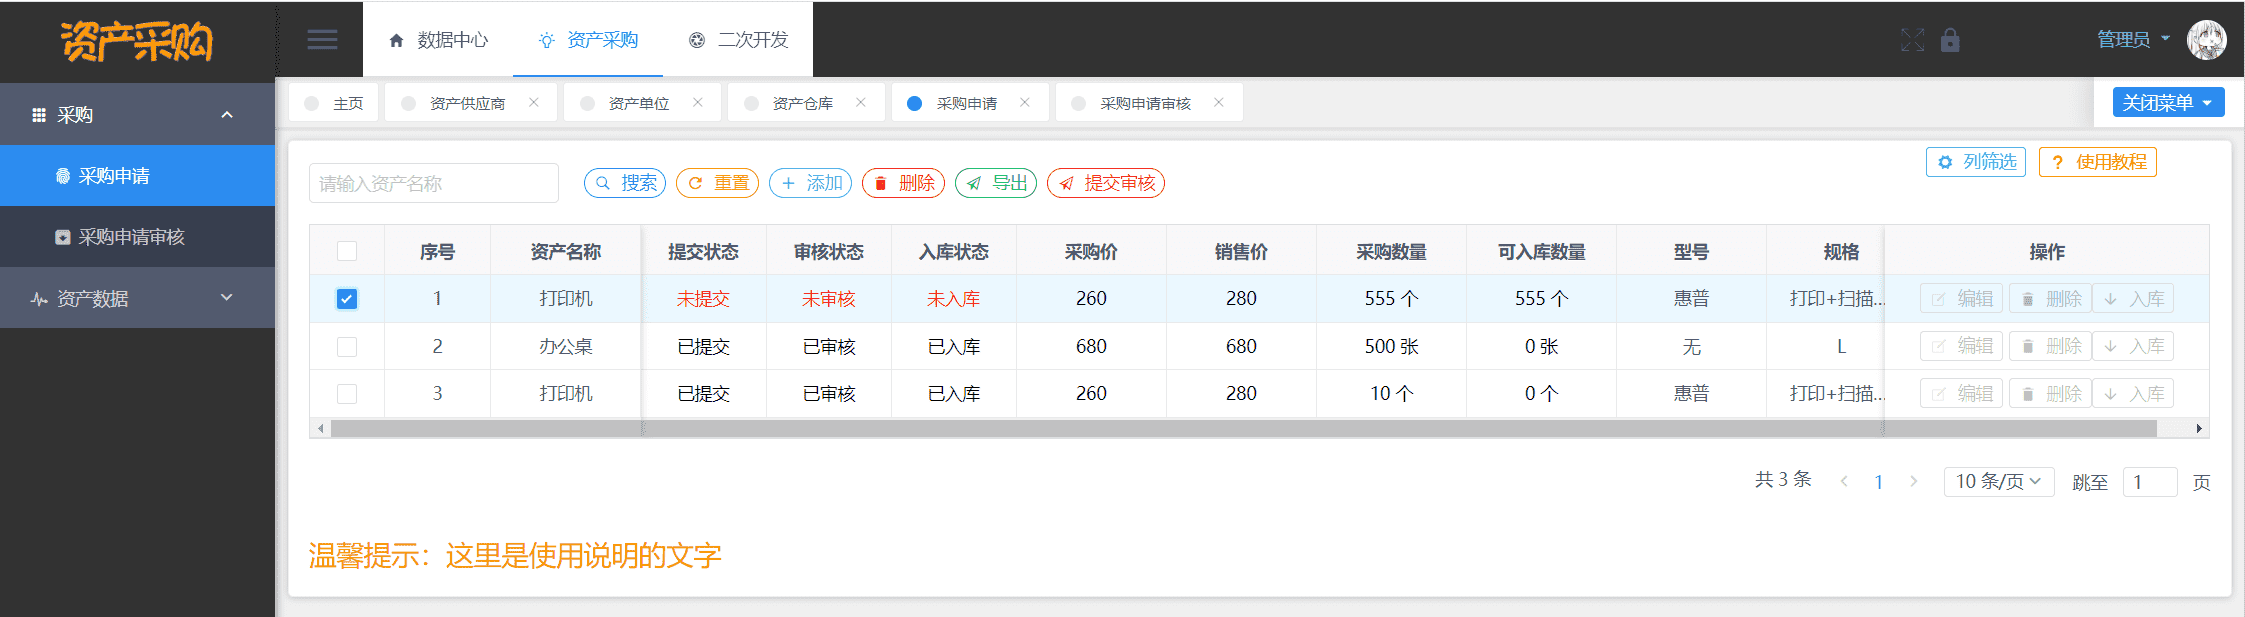 资产采购
数据中心 资产采购 二次开发
管理员
采购
采购申请
采购申请审核
资产数据
主页 资产供应商 资产单位 资产仓库 采购申请 采购申请审核
关闭菜单
请输入资产名称 搜索 重置 添加 删除 导出 提交审核
列筛选 ? 使用教程
序号 资产名称 提交状态 审核状态 入库状态 采购价 销售价 采购数量 可入库数量 型号 规格 操作
1 打印机 未提交 未审核 未入库 260 280 555 个 555 个 惠普 打印+扫描... 编辑 删除 入库
2 办公桌 已提交 已审核 已入库 680 680 500 张 0 张 无 L 编辑 删除 入库
3 打印机 已提交 已审核 已入库 260 280 10 个 0 个 惠普 打印+扫描... 编辑 删除 入库
共 3 条 1 10 条/页 跳至 1 页
温馨提示：这里是使用说明的文字